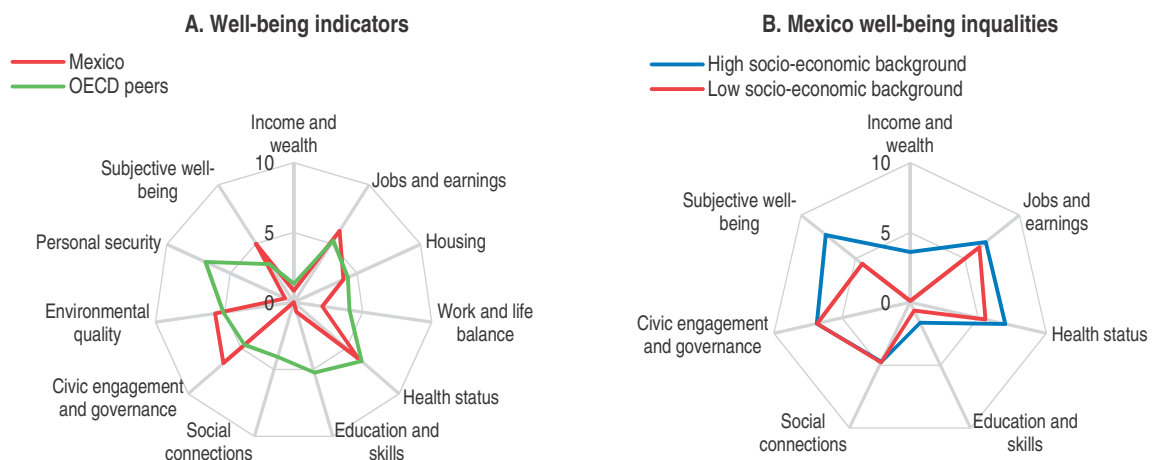 A. Well-being indicators
Mexico
OECD peers
Income and
wealth
10
Subjective well-
being
Jobs and earnings
Personal security
5
Housing
Environmental
quality
0
Work and life
balance
Civic engagement
and governance
Health status
Social
connections
Education and
skills
B. Mexico well-being inqualities
High socio-economic background
Low socio-economic background
Income and
wealth
10
Subjective well-
being
Jobs and
earnings
5
0
Civic engagement
and governance
Health status
Social
connections
Education and
skills